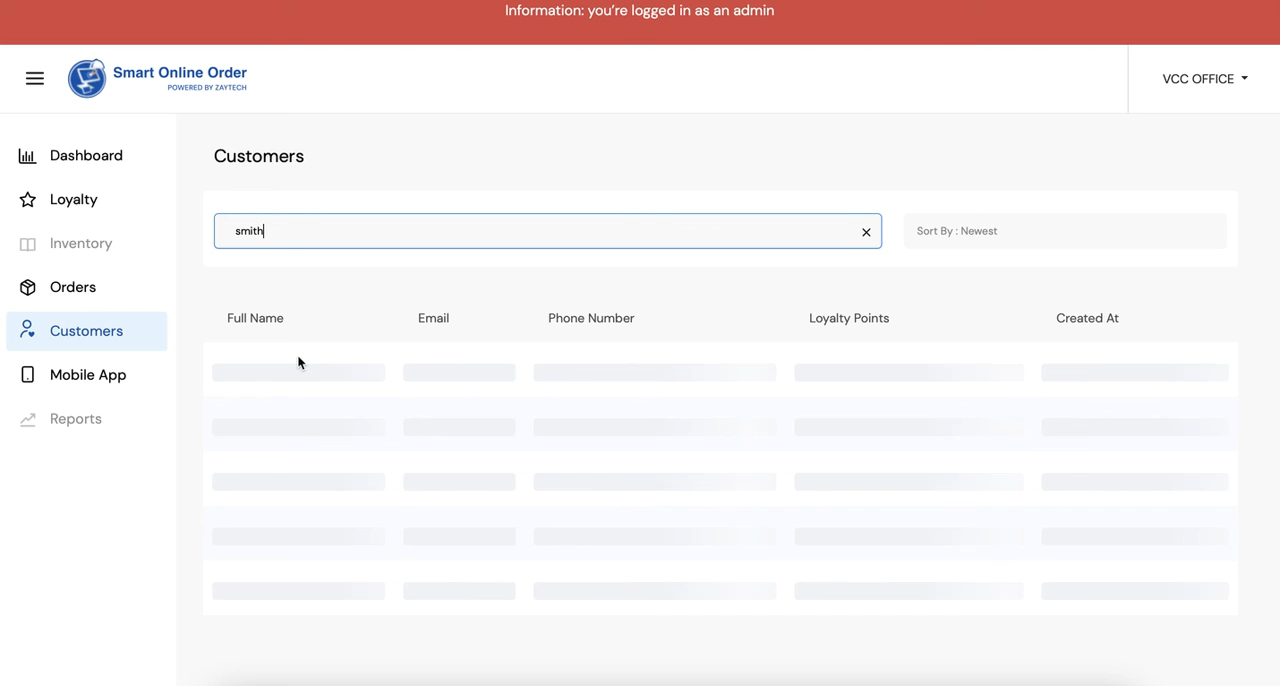 Information: you're logged in as an admin
Smart Online Order
POWERED BY ZAYTECH
VCC OFFICE
Dashboard
Loyalty
Inventory
Orders
Customers
Mobile App
Reports
Customers
smith
Sort By : Newest
Full Name Email Phone Number Loyalty Points Created At